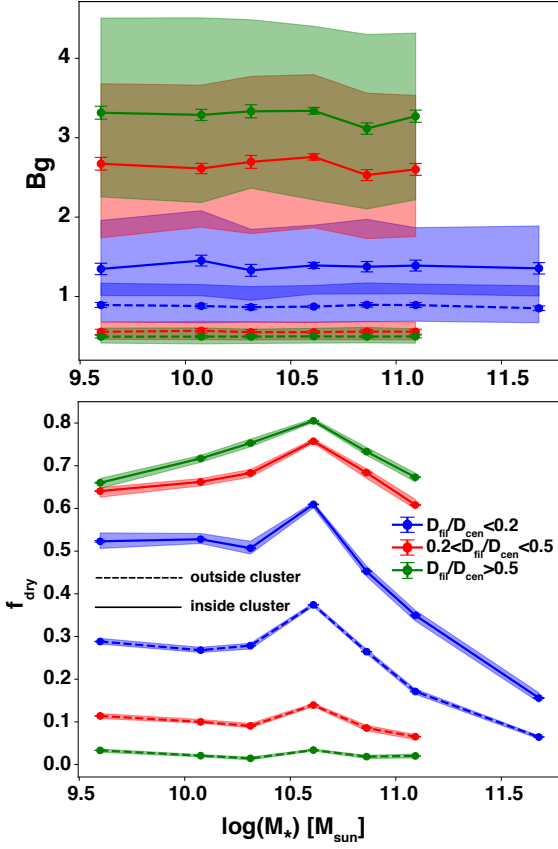 4
3
2
1
Bg
9.5 10.0 10.5 11.0 11.5
0.8
0.7
0.6
0.5
0.4
0.3
0.2
0.1
0.0
f_dry
D_fil/D_cen<0.2
0.2<D_fil/D_cen<0.5
D_fil/D_cen>0.5
outside cluster
inside cluster
9.5 10.0 10.5 11.0 11.5
log(M_*) [M_sun]